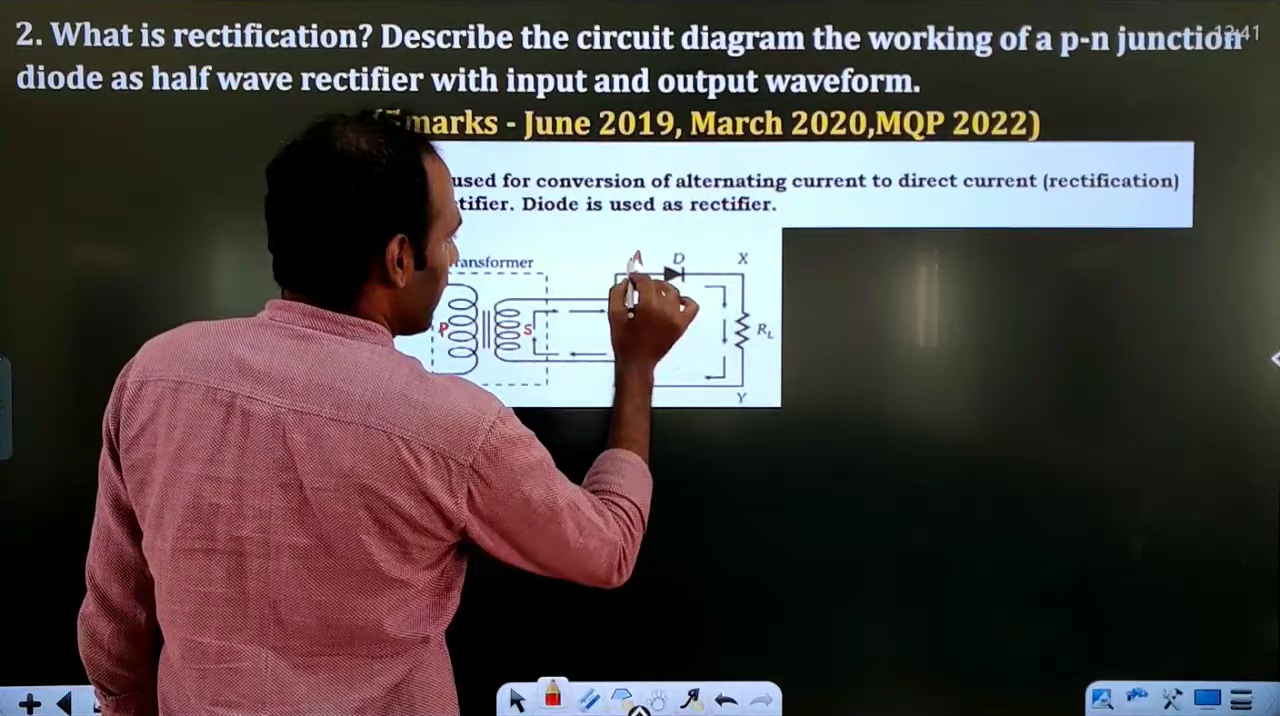 2. What is rectification? Describe the circuit diagram the working of a p-n junction
12:41
diode as half wave rectifier with input and output waveform.
marks - June 2019, March 2020,MQP 2022)
used for conversion of alternating current to direct current (rectification)
tifier. Diode is used as rectifier.
ransformer
A
D
X
P
S
RL
Y